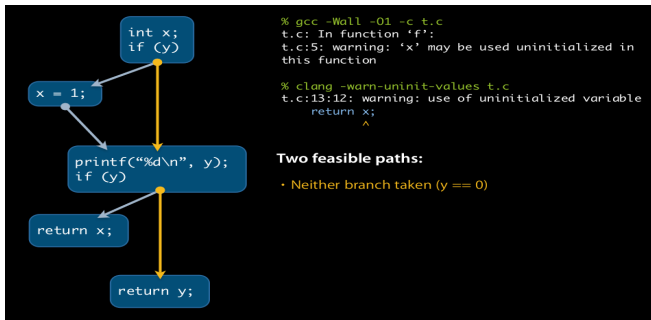 int x;
if (y)
x = 1;
printf(“%d\n”, y);
if (y)
return x;
return y;
% gcc -Wall -O1 -c t.c
t.c: In function ‘f’:
t.c:5: warning: ‘x’ may be used uninitialized in
this function
% clang -warn-uninit-values t.c
t.c:13:12: warning: use of uninitialized variable
return x;
^
Two feasible paths:
• Neither branch taken (y == 0)